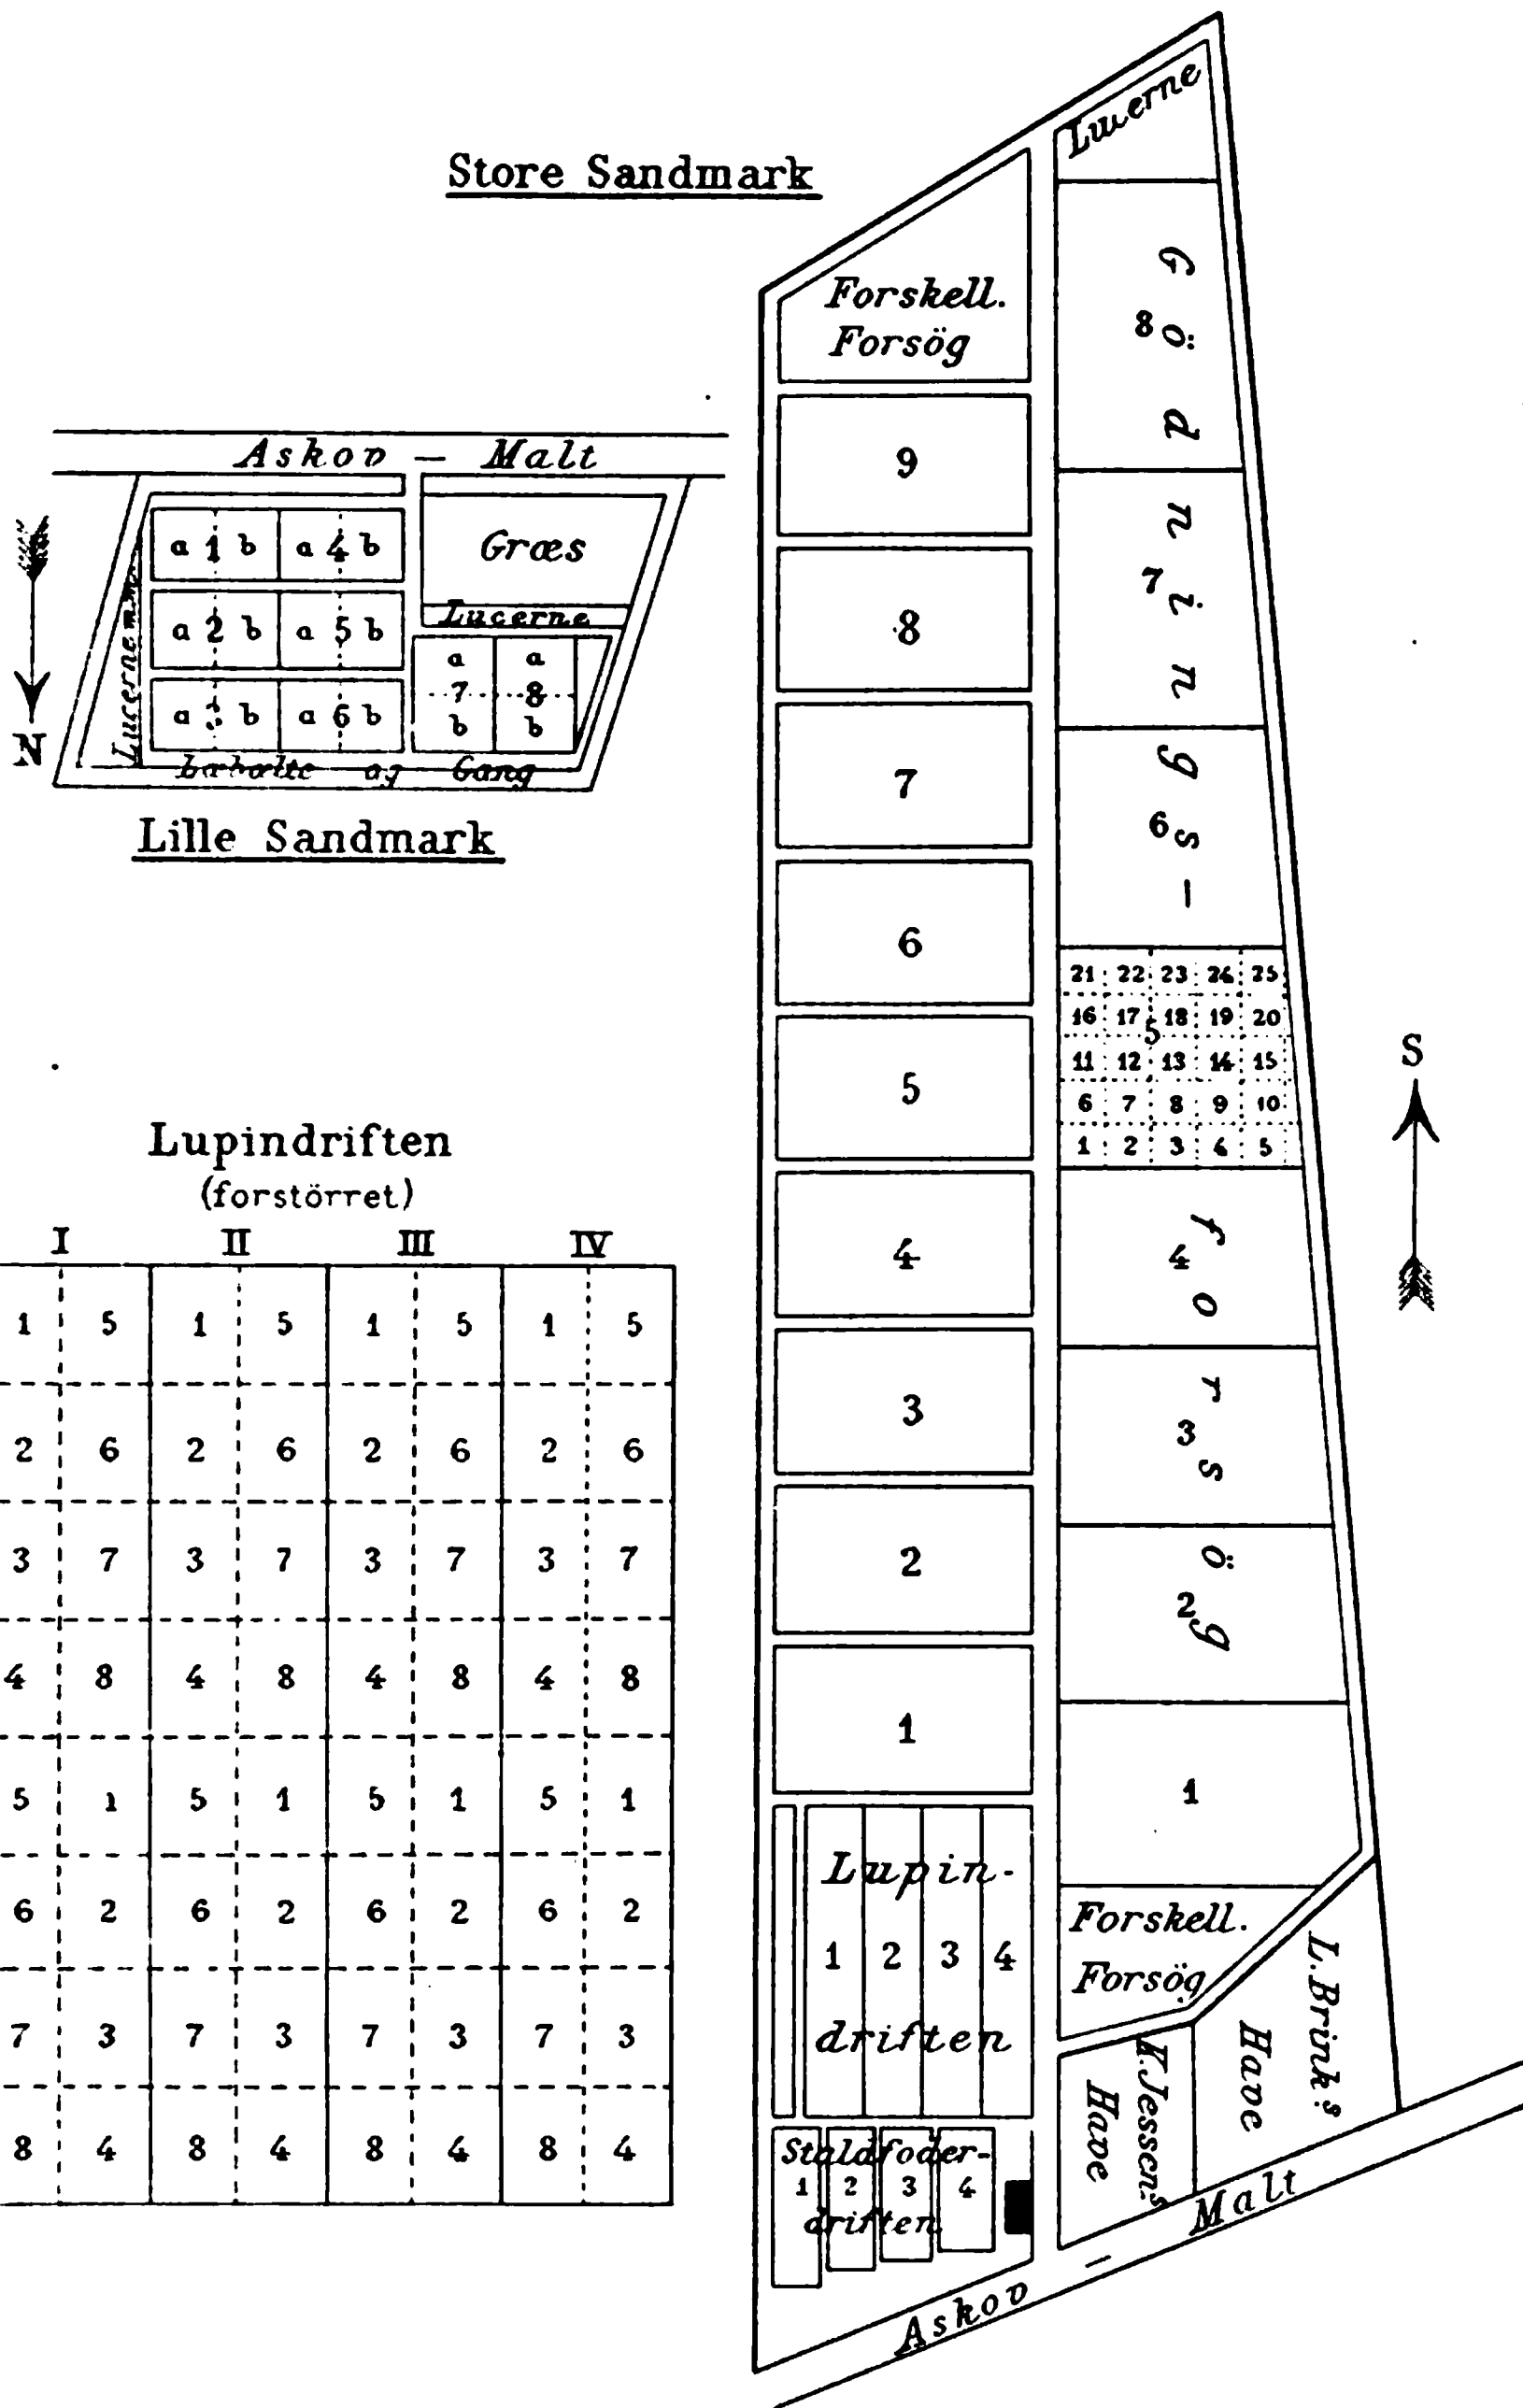 Store Sandmark
Askov — Malt
a 1 b a 4 b
a 2 b a 5 b
a 3 b a 6 b
Græs
Lucerne
a a
7 8
b b
Lucerne
og Gang
N
Lille Sandmark
Lupindriften
(forstörret)
I II III IV
1 5 1 5 1 5 1 5
2 6 2 6 2 6 2 6
3 7 3 7 3 7 3 7
4 8 4 8 4 8 4 8
5 1 5 1 5 1 5 1
6 2 6 2 6 2 6 2
7 3 7 3 7 3 7 3
8 4 8 4 8 4 8 4
Forskell.
Forsög
9
8
7
6
5
4
3
2
1
Lupin-
1 2 3 4
driften
Staldfoder-
1 2 3 4
driften
Lucerne
Gödnings-forsög
8
7
6
21 22 23 24 25
16 17 18 19 20
5
11 12 13 14 15
6 7 8 9 10
1 2 3 4 5
4
3
2
1
Forskell.
Forsög
K. Jessens
Have
L. Brinks
Have
Askov — Malt
S